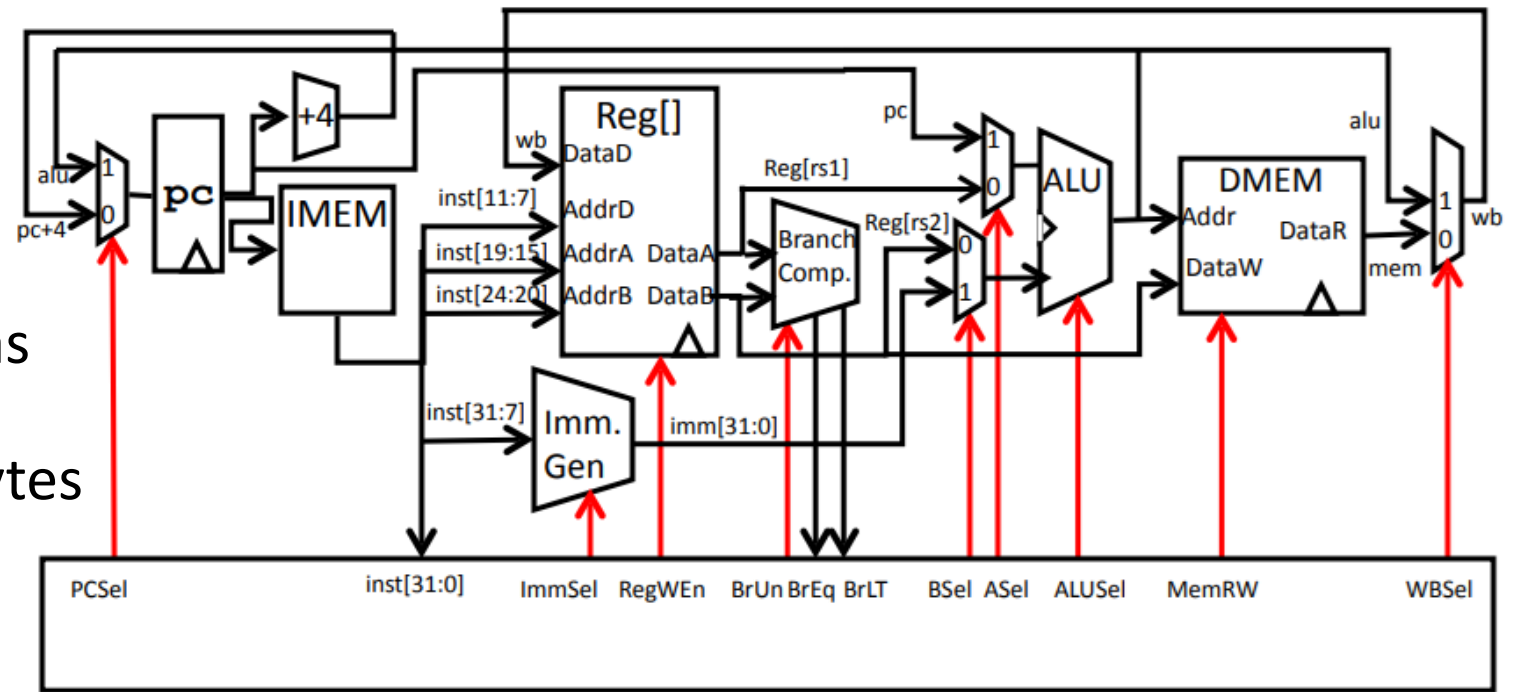 +4
alu
1
pc
0
pc+4
IMEM
Reg[]
wb
DataD
inst[11:7]
AddrD
inst[19:15]
AddrA
DataA
inst[24:20]
AddrB
DataB
Reg[rs1]
Branch
Comp.
Reg[rs2]
pc
1
0
0
1
ALU
DMEM
Addr
DataR
DataW
alu
1
0
wb
mem
ns
ytes
inst[31:7]
Imm.
Gen
imm[31:0]
PCSel
inst[31:0]
ImmSel
RegWEn
BrUn
BrEq
BrLT
BSel
ASel
ALUSel
MemRW
WBSel